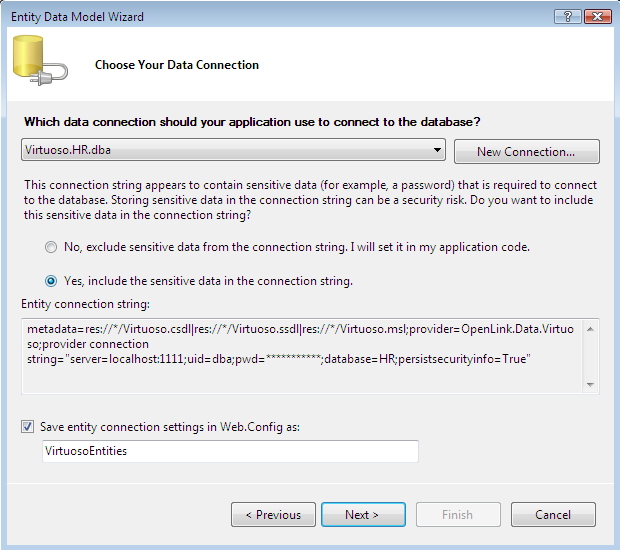 Entity Data Model Wizard
Choose Your Data Connection
Which data connection should your application use to connect to the database?
Virtuoso.HR.dba
New Connection...
This connection string appears to contain sensitive data (for example, a password) that is required to connect
to the database. Storing sensitive data in the connection string can be a security risk. Do you want to include
this sensitive data in the connection string?
No, exclude sensitive data from the connection string. I will set it in my application code.
Yes, include the sensitive data in the connection string.
Entity connection string:
metadata=res://*/Virtuoso.csdl|res://*/Virtuoso.ssdl|res://*/Virtuoso.msl;provider=OpenLink.Data.Virtuo
so;provider connection
string="server=localhost:1111;uid=dba;pwd=***********;database=HR;persistsecurityinfo=True"
Save entity connection settings in Web.Config as:
VirtuosoEntities
< Previous
Next >
Finish
Cancel